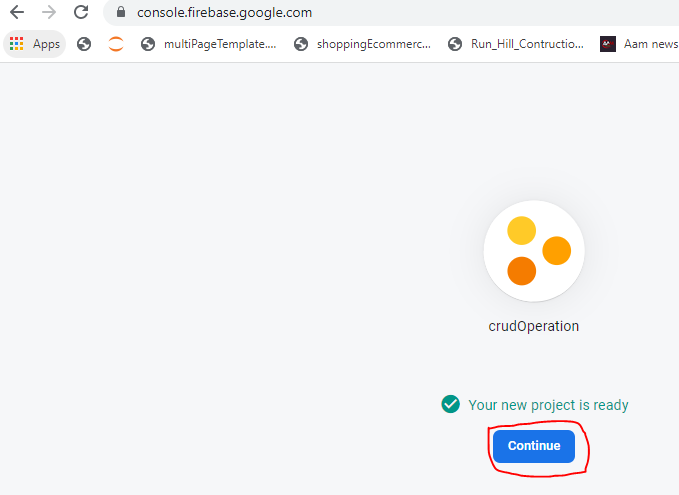 console.firebase.google.com
Apps multiPageTemplate.... shoppingEcommerc... Run_Hill_Contructio... Aam news
crudOperation
Your new project is ready
Continue